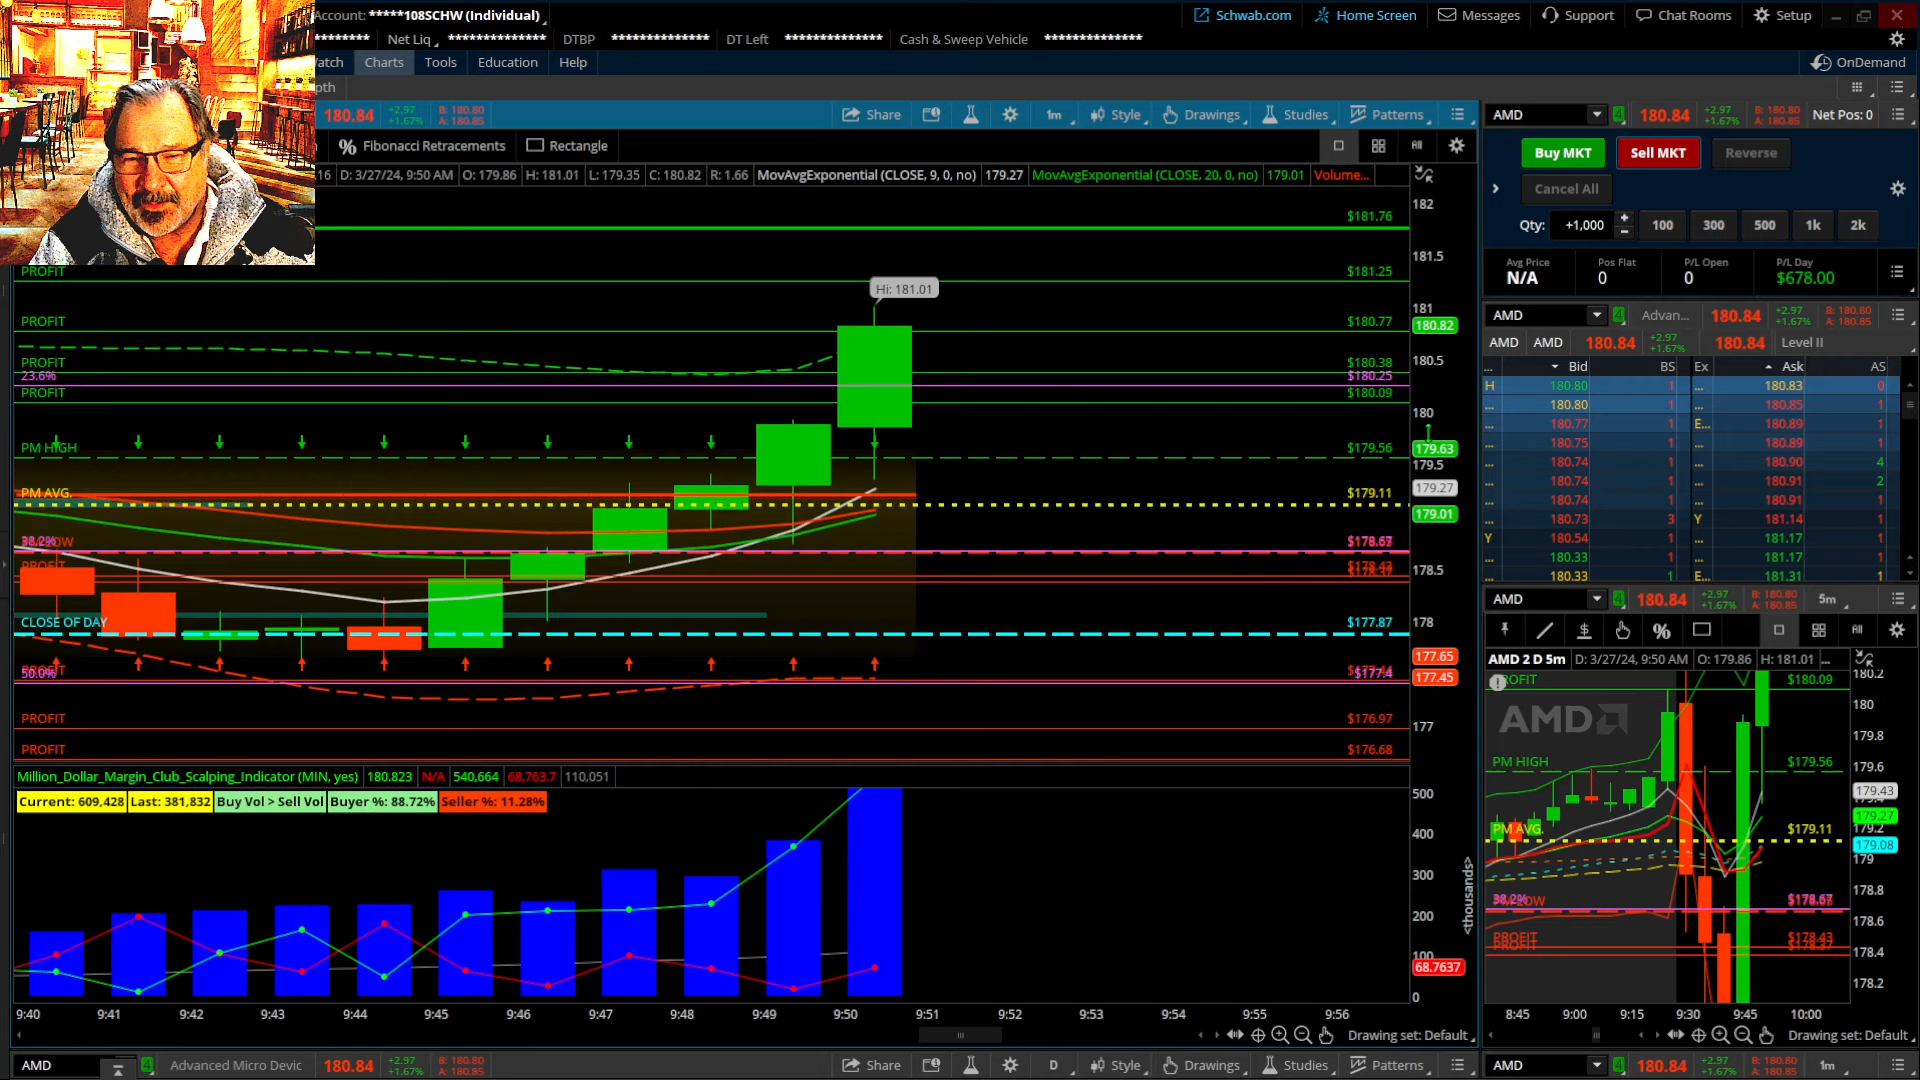 Account: *****108SCHW (Individual)
Schwab.com Home Screen Messages Support Chat Rooms Setup
******** Net Liq ************** DTBP ************** DT Left ************** Cash & Sweep Vehicle **************
atch Charts Tools Education Help OnDemand
pth
180.84 +2.97 +1.67% B: 180.80 A: 180.85 Share 1m Style Drawings Studies Patterns
% Fibonacci Retracements Rectangle All
16 D: 3/27/24, 9:50 AM O: 179.86 H: 181.01 L: 179.35 C: 180.82 R: 1.66 MovAvgExponential (CLOSE, 9, 0, no) 179.27 MovAvgExponential (CLOSE, 20, 0, no) 179.01 Volume...
182
$181.76
181.5
PROFIT $181.25
Hi: 181.01
181
180.82
PROFIT $180.77
180.5
PROFIT $180.38
23.6% $180.25
PROFIT $180.09
180
PM HIGH $179.56
179.63
179.5
PM AVG. $179.11
179.27
179.01
38.2% $178.67
178.5
CLOSE OF DAY $177.87
178
177.65
177.45
50.0% $177.4
PROFIT $176.97
177
PROFIT $176.68
Million_Dollar_Margin_Club_Scalping_Indicator (MIN, yes) 180.823 N/A 540,664 68,763.7 110,051
Current: 609,428 Last: 381,832 Buy Vol > Sell Vol Buyer %: 88.72% Seller %: 11.28%
500
400
300
200
100
68.7637
0
<thousands>
9:40 9:41 9:42 9:43 9:44 9:45 9:46 9:47 9:48 9:49 9:50 9:51 9:52 9:53 9:54 9:55 9:56
Drawing set: Default
AMD 4 Advanced Micro Devic 180.84 +2.97 +1.67% B: 180.80 A: 180.85 Share D Style Drawings Studies Patterns
AMD 4 180.84 +2.97 +1.67% B: 180.80 A: 180.85 Net Pos: 0
Buy MKT Sell MKT Reverse
Cancel All
Qty: +1,000 + - 100 300 500 1k 2k
Avg Price Pos Flat P/L Open P/L Day
N/A 0 0 $678.00
AMD 4 Advan... 180.84 +2.97 +1.67% B: 180.80 A: 180.85
AMD AMD 180.84 +2.97 +1.67% 180.84 Level II
... Bid BS Ex Ask AS
H 180.80 1 ... 180.83 0
... 180.80 1 ... 180.85 1
... 180.77 1 E... 180.89 1
... 180.75 1 ... 180.89 1
... 180.74 1 ... 180.90 4
... 180.74 1 ... 180.91 2
... 180.74 1 ... 180.91 1
... 180.73 3 Y 181.14 1
Y 180.54 1 ... 181.17 1
... 180.33 1 ... 181.17 1
... 180.33 1 E... 181.31 1
AMD 4 180.84 +2.97 +1.67% B: 180.80 A: 180.85 5m
$ % All
AMD 2 D 5m D: 3/27/24, 9:50 AM O: 179.86 H: 181.01 ...
PROFIT $180.09
180.2
AMD
180
179.8
PM HIGH $179.56
179.6
179.43
179.27
PM AVG. $179.11
179.2
179.08
179
178.8
38.2% $178.67
178.6
PROFIT $178.43
178.4
178.2
8:45 9:00 9:15 9:30 9:45 10:00
Drawing set: Default
AMD 4 180.84 +2.97 +1.67% B: 180.80 A: 180.85 1m